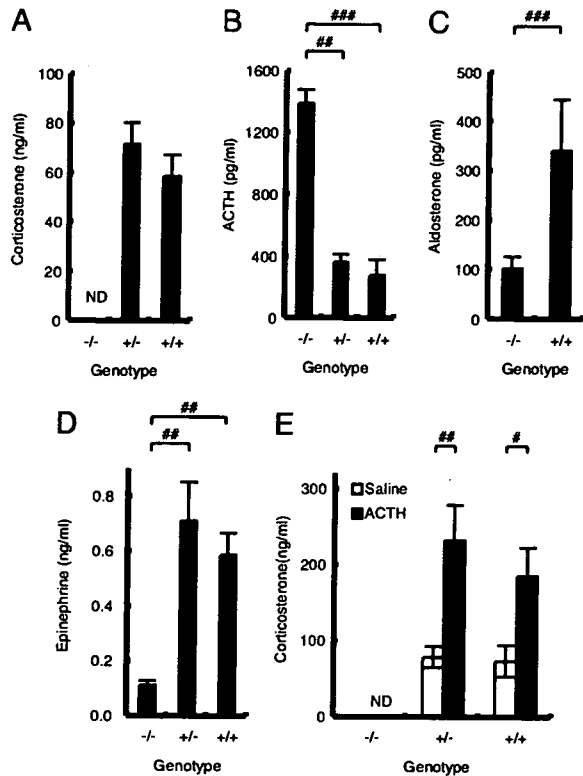 A
Corticosterone (ng/ml)
100
80
60
40
20
0
ND
-/-
+/-
+/+
Genotype
B
###
##
ACTH (pg/ml)
1600
1200
800
400
0
-/-
+/-
+/+
Genotype
C
###
Aldosterone (pg/ml)
500
400
300
200
100
0
-/-
+/+
Genotype
D
##
##
Epinephrine (ng/ml)
0.8
0.6
0.4
0.2
0.0
-/-
+/-
+/+
Genotype
E
##
#
Saline
ACTH
Corticosterone(ng/ml)
300
200
100
0
ND
-/-
+/-
+/+
Genotype